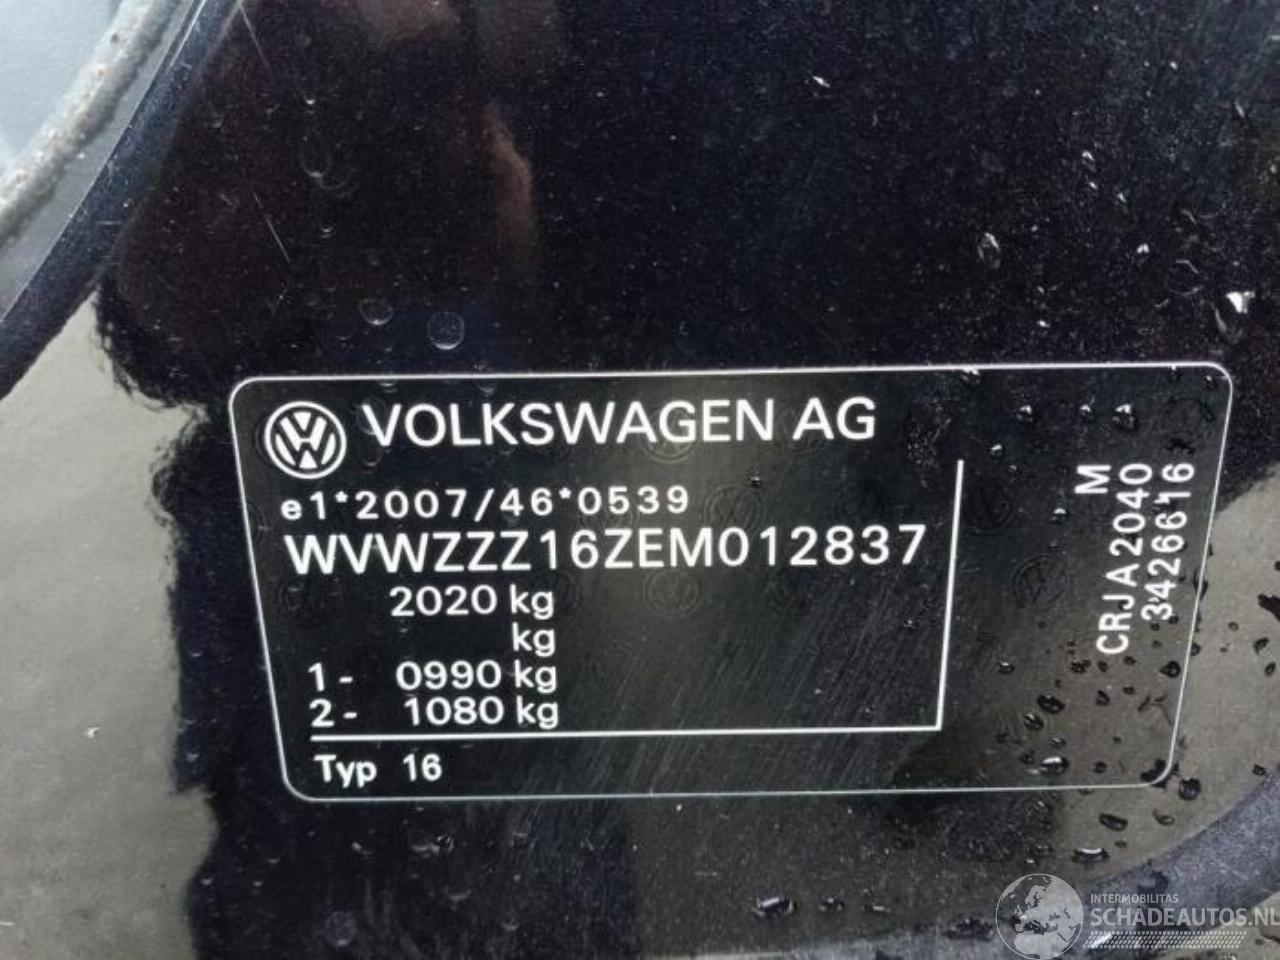 VOLKSWAGEN AG
e1*2007/46*0539
WVWZZZ16ZEM012837
2020 kg
kg
1- 0990 kg
2- 1080 kg
Typ 16
M
CRJA2040
3426616
INTERMOBILITAS
SCHADEAUTOS.NL